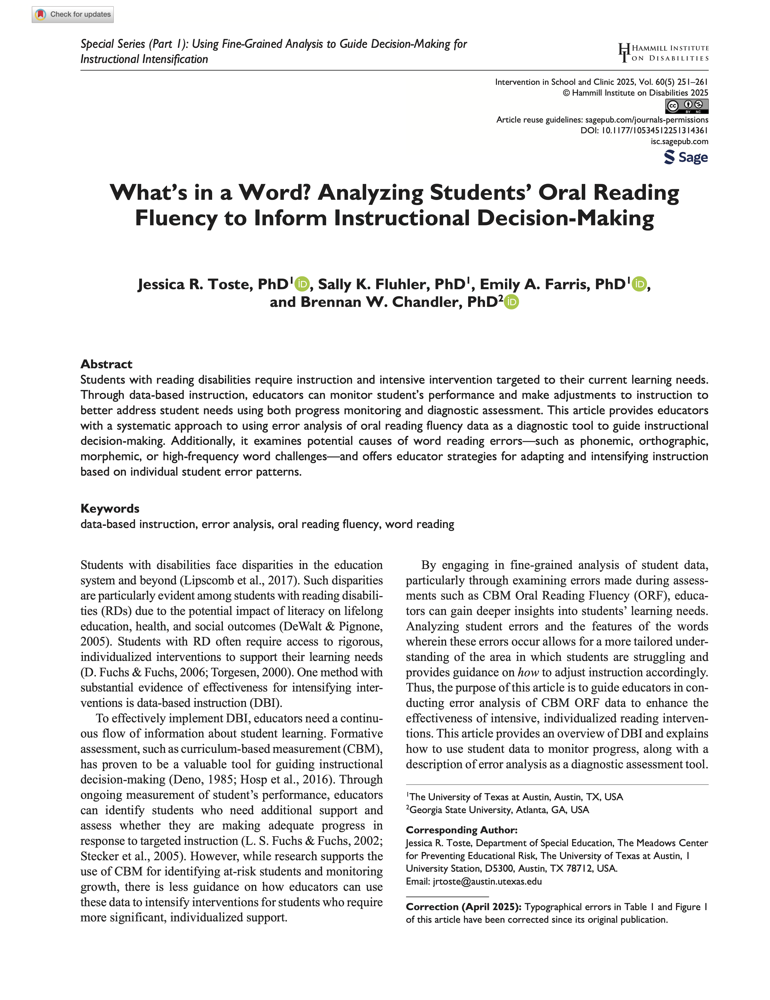 Check for updates
Special Series (Part 1): Using Fine-Grained Analysis to Guide Decision-Making for
Instructional Intensification
HAMMILL INSTITUTE
ON DISABILITIES
Intervention in School and Clinic 2025, Vol. 60(5) 251–261
© Hammill Institute on Disabilities 2025
CC BY NC
Article reuse guidelines: sagepub.com/journals-permissions
DOI: 10.1177/10534512251314361
isc.sagepub.com
Sage
What’s in a Word? Analyzing Students’ Oral Reading
Fluency to Inform Instructional Decision-Making
Jessica R. Toste, PhD¹ iD, Sally K. Fluhler, PhD¹, Emily A. Farris, PhD¹ iD,
and Brennan W. Chandler, PhD² iD
Abstract
Students with reading disabilities require instruction and intensive intervention targeted to their current learning needs.
Through data-based instruction, educators can monitor student’s performance and make adjustments to instruction to
better address student needs using both progress monitoring and diagnostic assessment. This article provides educators
with a systematic approach to using error analysis of oral reading fluency data as a diagnostic tool to guide instructional
decision-making. Additionally, it examines potential causes of word reading errors—such as phonemic, orthographic,
morphemic, or high-frequency word challenges—and offers educator strategies for adapting and intensifying instruction
based on individual student error patterns.
Keywords
data-based instruction, error analysis, oral reading fluency, word reading
Students with disabilities face disparities in the education
system and beyond (Lipscomb et al., 2017). Such disparities
are particularly evident among students with reading disabili-
ties (RDs) due to the potential impact of literacy on lifelong
education, health, and social outcomes (DeWalt & Pignone,
2005). Students with RD often require access to rigorous,
individualized interventions to support their learning needs
(D. Fuchs & Fuchs, 2006; Torgesen, 2000). One method with
substantial evidence of effectiveness for intensifying inter-
ventions is data-based instruction (DBI).
To effectively implement DBI, educators need a continu-
ous flow of information about student learning. Formative
assessment, such as curriculum-based measurement (CBM),
has proven to be a valuable tool for guiding instructional
decision-making (Deno, 1985; Hosp et al., 2016). Through
ongoing measurement of student’s performance, educators
can identify students who need additional support and
assess whether they are making adequate progress in
response to targeted instruction (L. S. Fuchs & Fuchs, 2002;
Stecker et al., 2005). However, while research supports the
use of CBM for identifying at-risk students and monitoring
growth, there is less guidance on how educators can use
these data to intensify interventions for students who require
more significant, individualized support.
By engaging in fine-grained analysis of student data,
particularly through examining errors made during assess-
ments such as CBM Oral Reading Fluency (ORF), educa-
tors can gain deeper insights into students’ learning needs.
Analyzing student errors and the features of the words
wherein these errors occur allows for a more tailored under-
standing of the area in which students are struggling and
provides guidance on how to adjust instruction accordingly.
Thus, the purpose of this article is to guide educators in con-
ducting error analysis of CBM ORF data to enhance the
effectiveness of intensive, individualized reading interven-
tions. This article provides an overview of DBI and explains
how to use student data to monitor progress, along with a
description of error analysis as a diagnostic assessment tool.
¹The University of Texas at Austin, Austin, TX, USA
²Georgia State University, Atlanta, GA, USA
Corresponding Author:
Jessica R. Toste, Department of Special Education, The Meadows Center
for Preventing Educational Risk, The University of Texas at Austin, 1
University Station, D5300, Austin, TX 78712, USA.
Email: jrtoste@austin.utexas.edu
Correction (April 2025): Typographical errors in Table 1 and Figure 1
of this article have been corrected since its original publication.